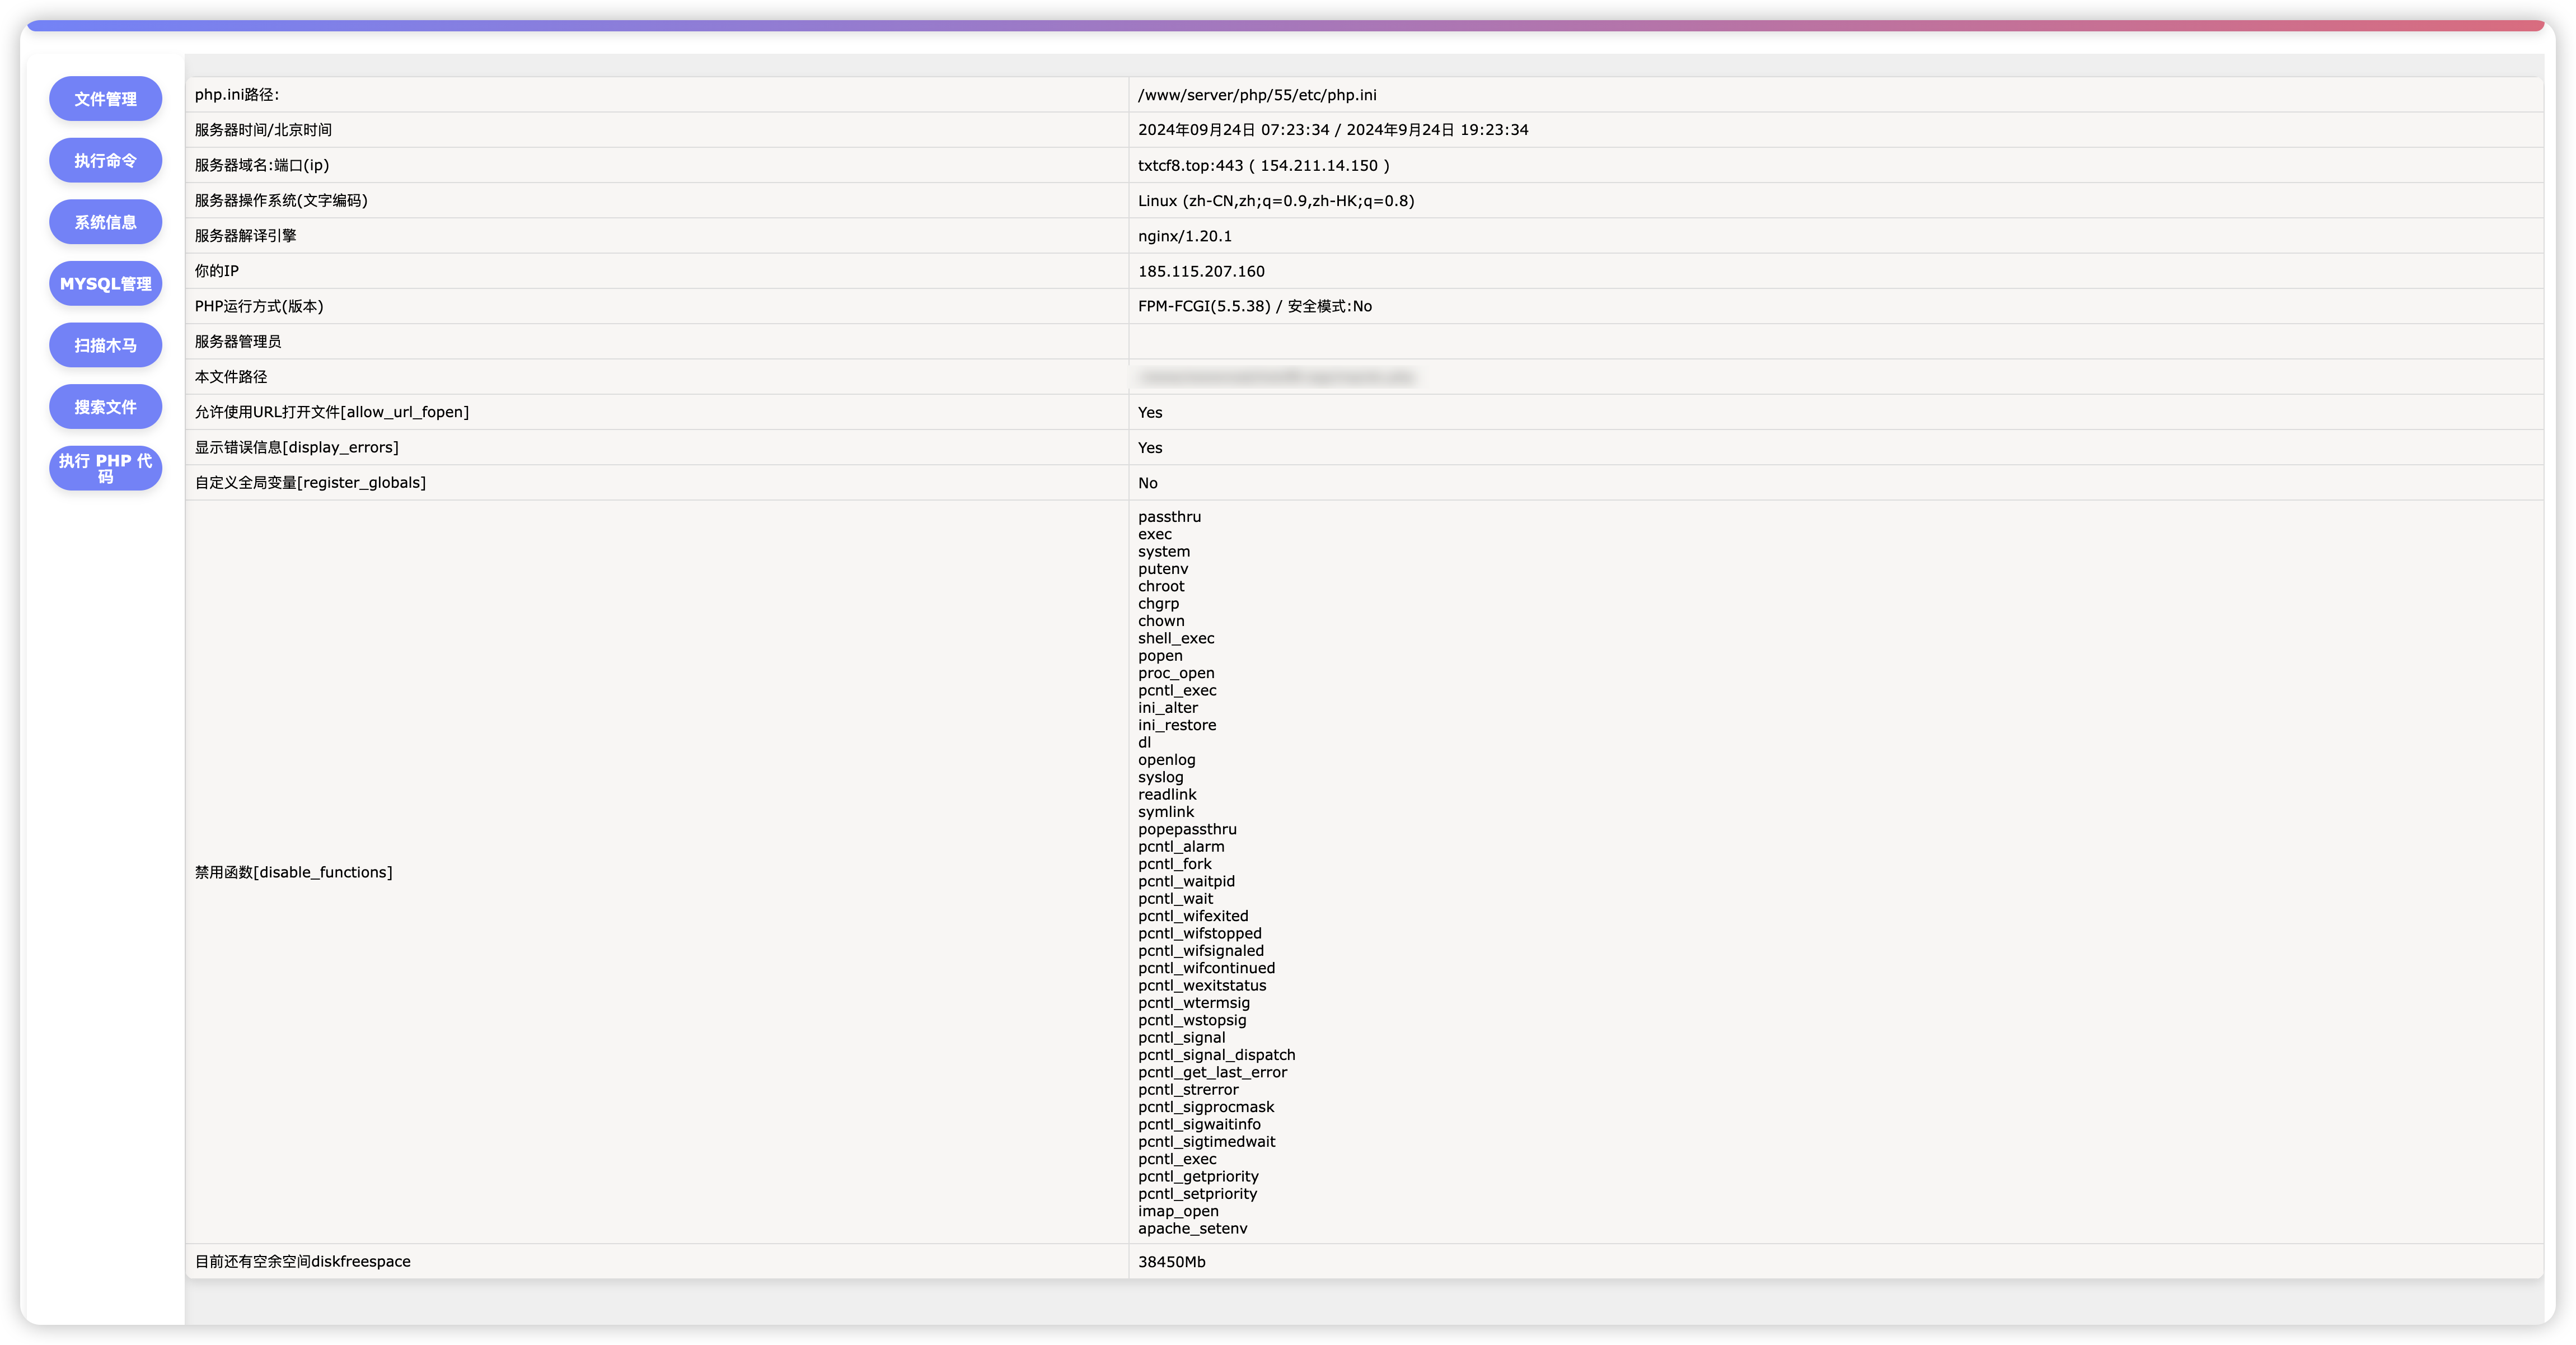 文件管理
执行命令
系统信息
MYSQL管理
扫描木马
搜索文件
执行 PHP 代
码
php.ini路径: /www/server/php/55/etc/php.ini
服务器时间/北京时间 2024年09月24日 07:23:34 / 2024年9月24日 19:23:34
服务器域名:端口(ip) txtcf8.top:443 ( 154.211.14.150 )
服务器操作系统(文字编码) Linux (zh-CN,zh;q=0.9,zh-HK;q=0.8)
服务器解译引擎 nginx/1.20.1
你的IP 185.115.207.160
PHP运行方式(版本) FPM-FCGI(5.5.38) / 安全模式:No
服务器管理员
本文件路径
允许使用URL打开文件[allow_url_fopen] Yes
显示错误信息[display_errors] Yes
自定义全局变量[register_globals] No
禁用函数[disable_functions]
passthru
exec
system
putenv
chroot
chgrp
chown
shell_exec
popen
proc_open
pcntl_exec
ini_alter
ini_restore
dl
openlog
syslog
readlink
symlink
popepassthru
pcntl_alarm
pcntl_fork
pcntl_waitpid
pcntl_wait
pcntl_wifexited
pcntl_wifstopped
pcntl_wifsignaled
pcntl_wifcontinued
pcntl_wexitstatus
pcntl_wtermsig
pcntl_wstopsig
pcntl_signal
pcntl_signal_dispatch
pcntl_get_last_error
pcntl_strerror
pcntl_sigprocmask
pcntl_sigwaitinfo
pcntl_sigtimedwait
pcntl_exec
pcntl_getpriority
pcntl_setpriority
imap_open
apache_setenv
目前还有空余空间diskfreespace 38450Mb